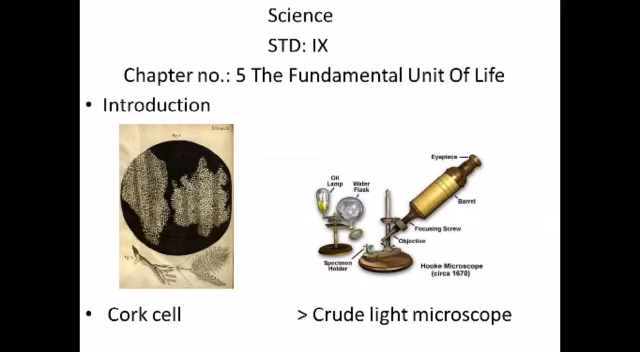 Science
STD: IX
Chapter no.: 5 The Fundamental Unit Of Life
• Introduction
Eyepiece
Oil Lamp
Water Flask
Barrel
Focusing Screw
Objective
Specimen Holder
Hooke Microscope
(circa 1670)
• Cork cell
> Crude light microscope